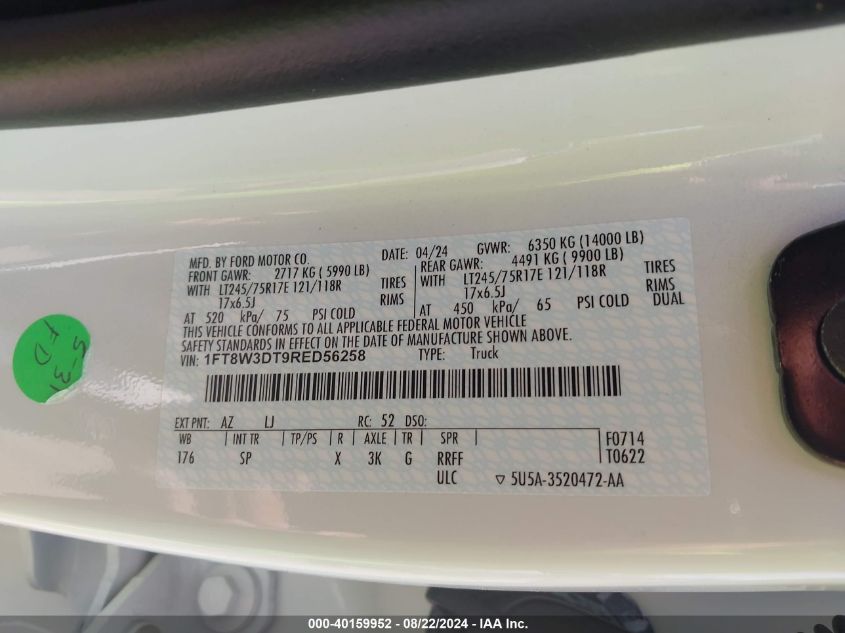 MFD. BY FORD MOTOR CO. DATE: 04/24 GVWR: 6350 KG (14000 LB)
FRONT GAWR: 2717 KG ( 5990 LB) REAR GAWR: 4491 KG ( 9900 LB)
WITH LT245/75R17E 121/118R TIRES WITH LT245/75R17E 121/118R TIRES
17x6.5J RIMS 17x6.5J RIMS
AT 520 kPa/ 75 PSI COLD AT 450 kPa/ 65 PSI COLD DUAL
THIS VEHICLE CONFORMS TO ALL APPLICABLE FEDERAL MOTOR VEHICLE
SAFETY STANDARDS IN EFFECT ON THE DATE OF MANUFACTURE SHOWN ABOVE.
VIN: 1FT8W3DT9RED56258 TYPE: Truck
EXT PNT: AZ LJ RC: 52 DSO:
WB INT TR TP/PS R AXLE TR SPR F0714
176 SP X 3K G RRFF T0622
ULC ▽ 5U5A-3520472-AA
5-31
FD
000-40159952 - 08/22/2024 - IAA Inc.